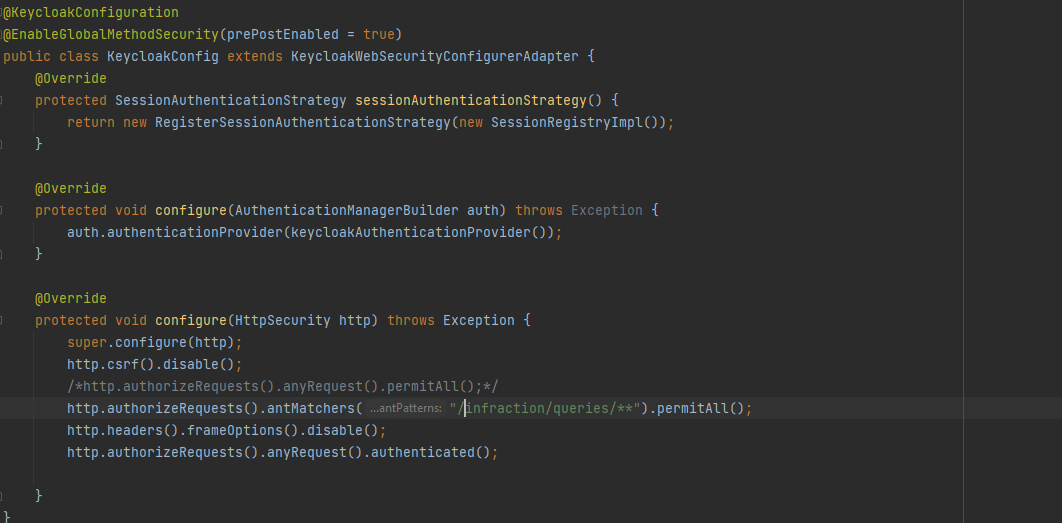 @KeycloakConfiguration
@EnableGlobalMethodSecurity(prePostEnabled = true)
public class KeycloakConfig extends KeycloakWebSecurityConfigurerAdapter {
    @Override
    protected SessionAuthenticationStrategy sessionAuthenticationStrategy() {
        return new RegisterSessionAuthenticationStrategy(new SessionRegistryImpl());
    }

    @Override
    protected void configure(AuthenticationManagerBuilder auth) throws Exception {
        auth.authenticationProvider(keycloakAuthenticationProvider());
    }

    @Override
    protected void configure(HttpSecurity http) throws Exception {
        super.configure(http);
        http.csrf().disable();
        /*http.authorizeRequests().anyRequest().permitAll();*/
        http.authorizeRequests().antMatchers( ...antPatterns: "/infraction/queries/**").permitAll();
        http.headers().frameOptions().disable();
        http.authorizeRequests().anyRequest().authenticated();

    }
}